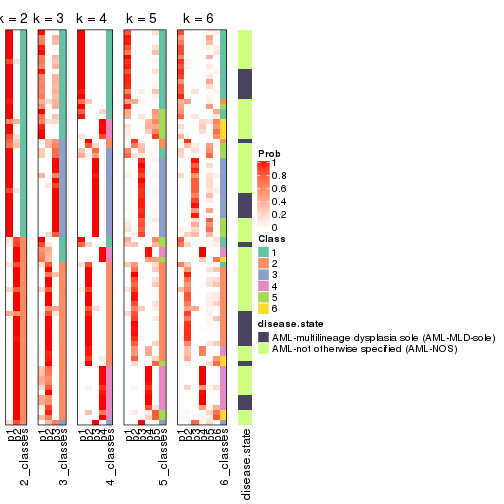 k = 2 k = 3 k = 4 k = 5 k = 6
Prob
1
0.8
0.6
0.4
0.2
0
Class
1
2
3
4
5
6
disease.state
AML-multilineage dysplasia sole (AML-MLD-sole)
AML-not otherwise specified (AML-NOS)
p1
p2
2_classes
p1
p2
p3
3_classes
p1
p2
p3
p4
4_classes
p1
p2
p3
p4
p5
5_classes
p1
p2
p3
p4
p5
p6
6_classes
disease.state